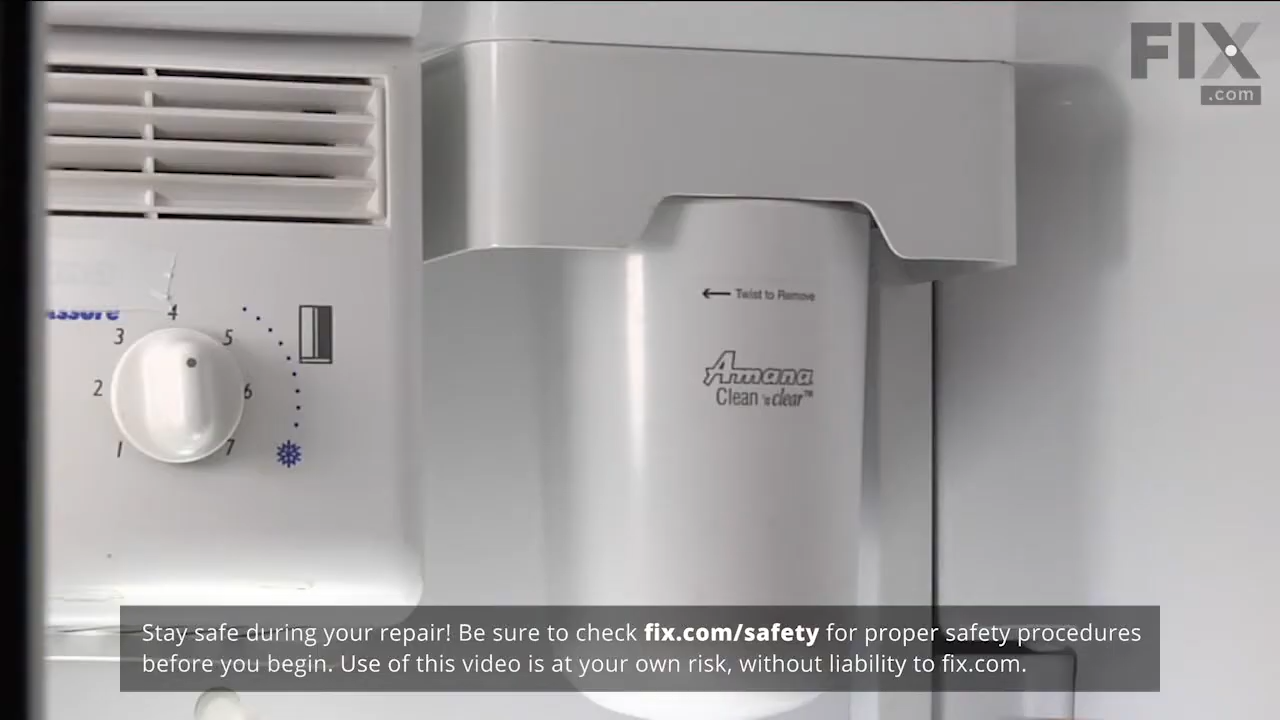 FIX
.com
← Twist to Remove
4
3
5
2
6
1
7
Amana
Clean 'n clear™
Stay safe during your repair! Be sure to check fix.com/safety for proper safety procedures
before you begin. Use of this video is at your own risk, without liability to fix.com.